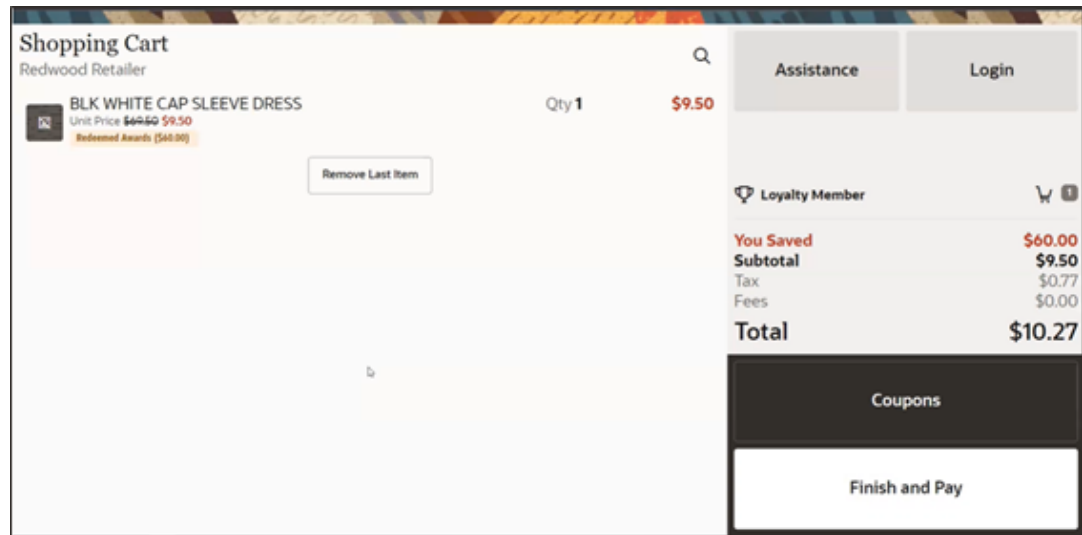 Shopping Cart
Redwood Retailer
BLK WHITE CAP SLEEVE DRESS Qty 1 $9.50
Unit Price $69.50 $9.50
Redeemed Awards ($60.00)
Remove Last Item
Assistance Login
Loyalty Member 1
You Saved $60.00
Subtotal $9.50
Tax $0.77
Fees $0.00
Total $10.27
Coupons
Finish and Pay